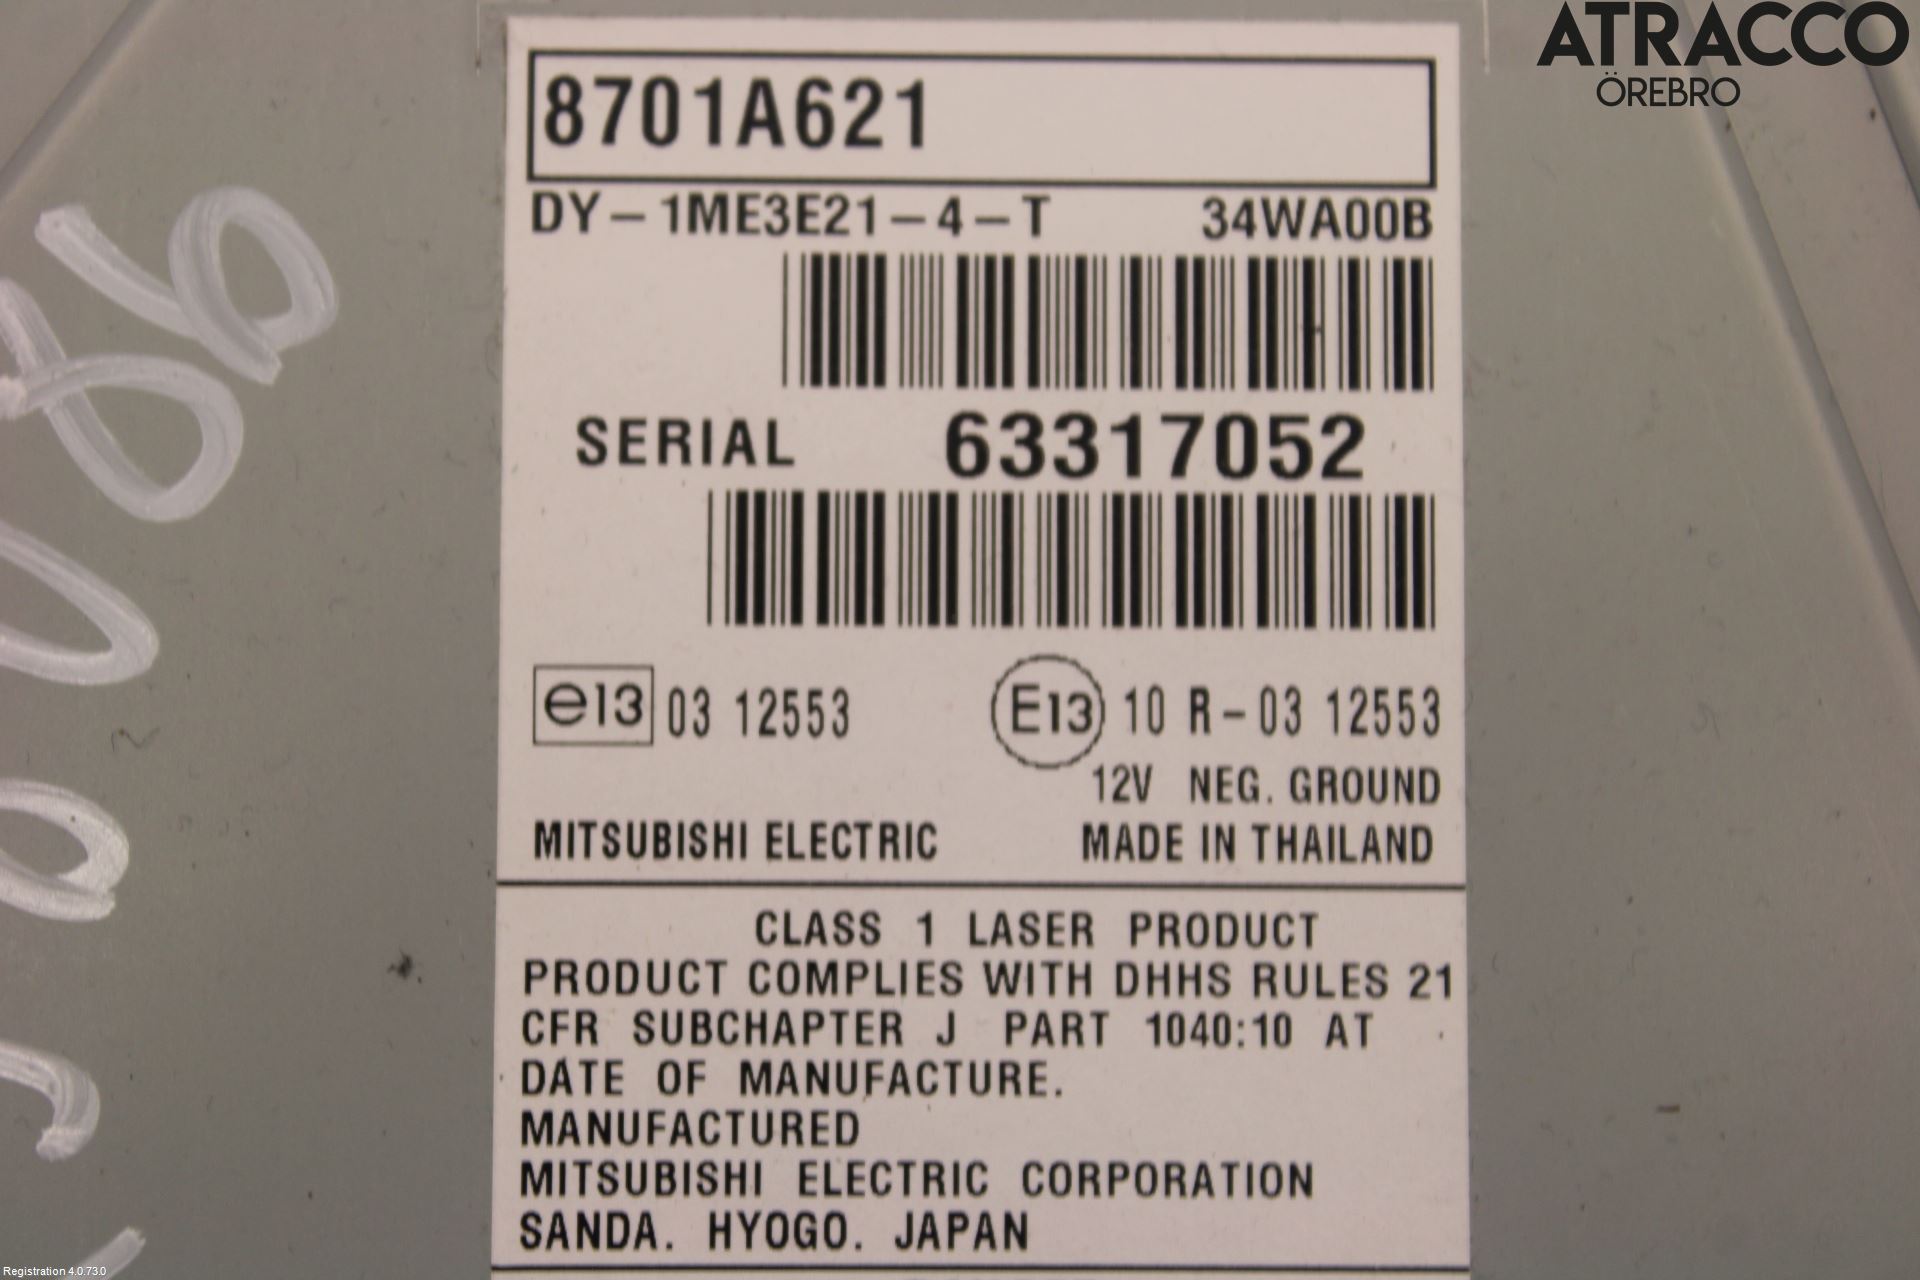 ATRACCO
ÖREBRO
8701A621
DY-1ME3E21-4-T 34WA00B
SERIAL 63317052
e13 03 12553 E13 10 R-03 12553
12V NEG. GROUND
MITSUBISHI ELECTRIC MADE IN THAILAND
CLASS 1 LASER PRODUCT
PRODUCT COMPLIES WITH DHHS RULES 21
CFR SUBCHAPTER J PART 1040:10 AT
DATE OF MANUFACTURE.
MANUFACTURED
MITSUBISHI ELECTRIC CORPORATION
SANDA. HYOGO. JAPAN
Registration 4.0.73.0